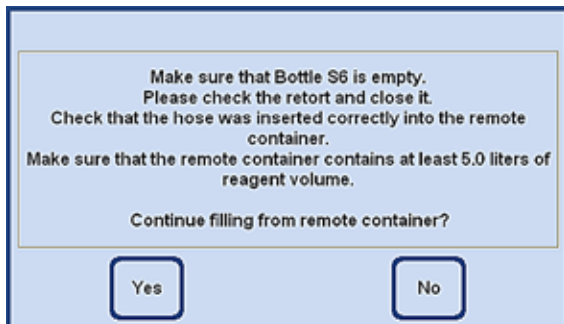 Make sure that Bottle S6 is empty.
Please check the retort and close it.
Check that the hose was inserted correctly into the remote
container.
Make sure that the remote container contains at least 5.0 liters of
reagent volume.
Continue filling from remote container?
Yes
No